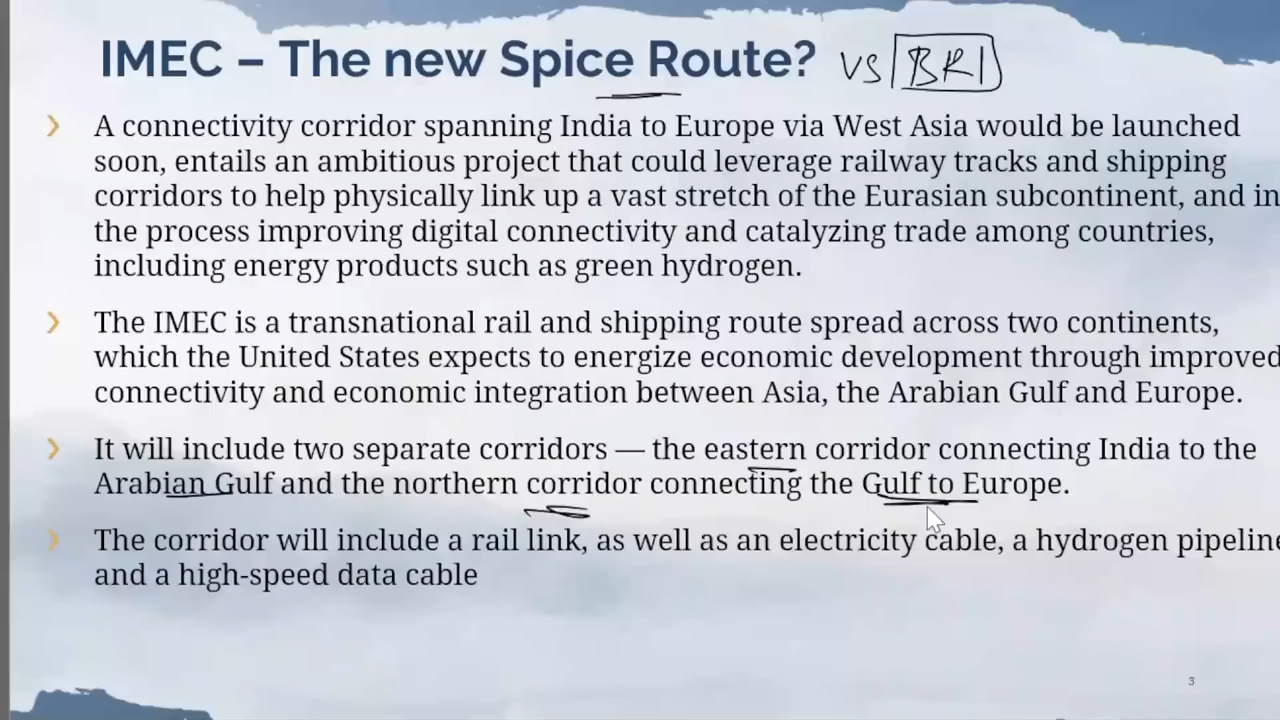 IMEC – The new Spice Route? vs BRI
› A connectivity corridor spanning India to Europe via West Asia would be launched
soon, entails an ambitious project that could leverage railway tracks and shipping
corridors to help physically link up a vast stretch of the Eurasian subcontinent, and in
the process improving digital connectivity and catalyzing trade among countries,
including energy products such as green hydrogen.
› The IMEC is a transnational rail and shipping route spread across two continents,
which the United States expects to energize economic development through improved
connectivity and economic integration between Asia, the Arabian Gulf and Europe.
› It will include two separate corridors — the eastern corridor connecting India to the
Arabian Gulf and the northern corridor connecting the Gulf to Europe.
› The corridor will include a rail link, as well as an electricity cable, a hydrogen pipeline
and a high-speed data cable
3